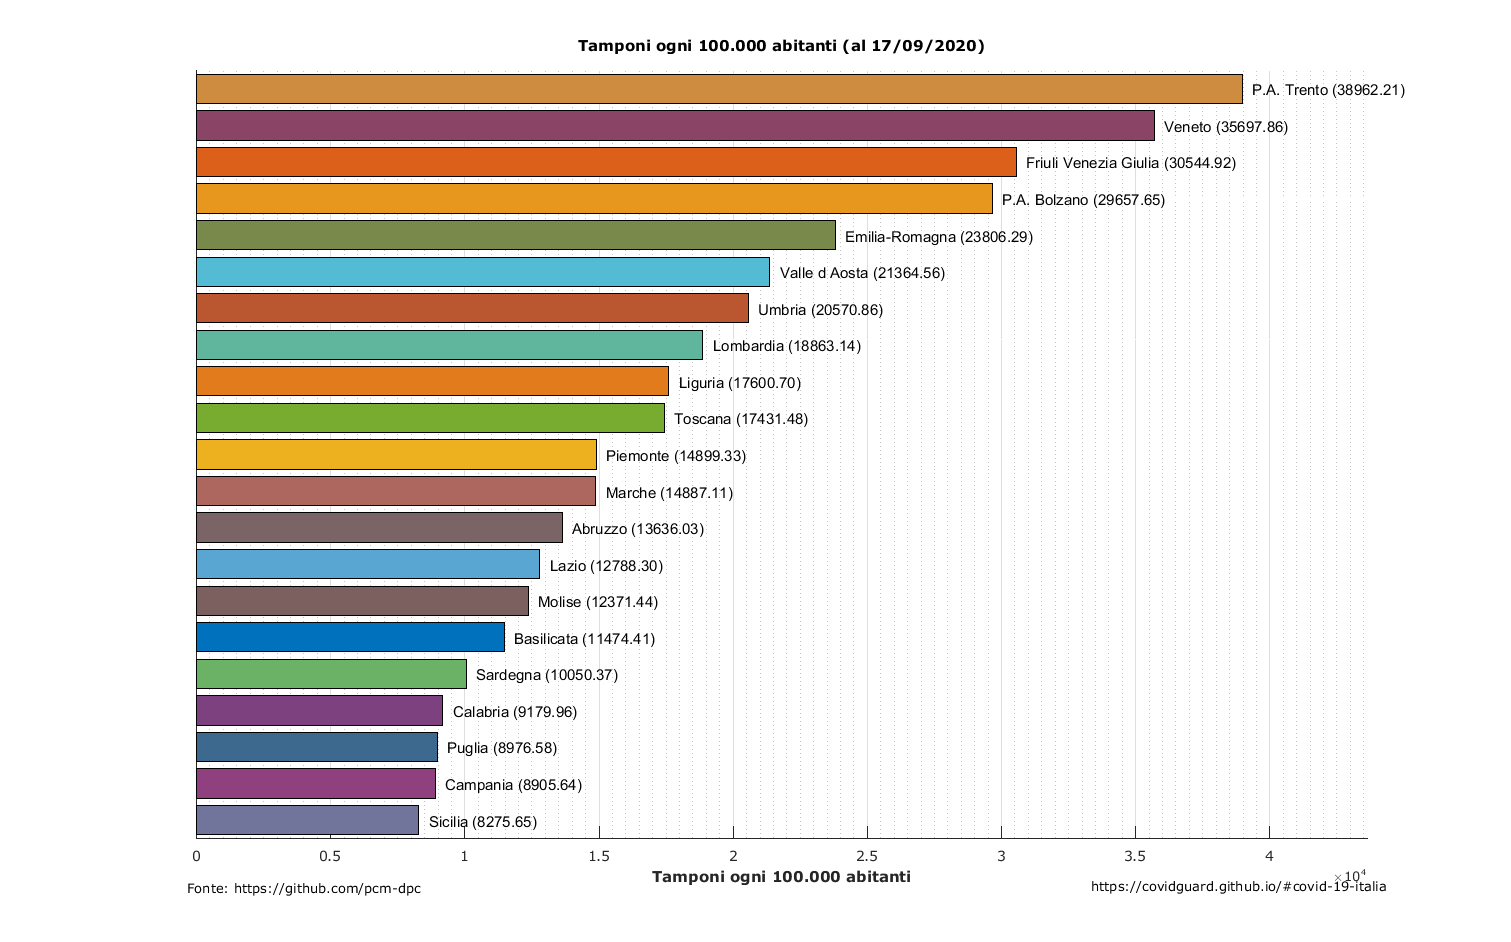 Tamponi ogni 100.000 abitanti (al 17/09/2020)
P.A. Trento (38962.21)
Veneto (35697.86)
Friuli Venezia Giulia (30544.92)
P.A. Bolzano (29657.65)
Emilia-Romagna (23806.29)
Valle d Aosta (21364.56)
Umbria (20570.86)
Lombardia (18863.14)
Liguria (17600.70)
Toscana (17431.48)
Piemonte (14899.33)
Marche (14887.11)
Abruzzo (13636.03)
Lazio (12788.30)
Molise (12371.44)
Basilicata (11474.41)
Sardegna (10050.37)
Calabria (9179.96)
Puglia (8976.58)
Campania (8905.64)
Sicilia (8275.65)
0 0.5 1 1.5 2 2.5 3 3.5 4
×10⁴
Tamponi ogni 100.000 abitanti
Fonte: https://github.com/pcm-dpc
https://covidguard.github.io/#covid-19-italia